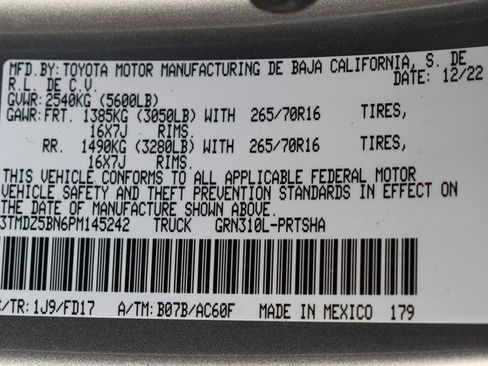 MFD.BY: TOYOTA MOTOR MANUFACTURING DE BAJA CALIFORNIA, S. DE
R.L. DE C.V. DATE: 12/22
GVWR: 2540KG (5600LB)
GAWR: FRT. 1385KG (3050LB) WITH 265/70R16 TIRES,
16X7J RIMS.
RR. 1490KG (3280LB) WITH 265/70R16 TIRES,
16X7J RIMS.
THIS VEHICLE CONFORMS TO ALL APPLICABLE FEDERAL MOTOR
VEHICLE SAFETY AND THEFT PREVENTION STANDARDS IN EFFECT ON
THE DATE OF MANUFACTURE SHOWN ABOVE.
3TMDZ5BN6PM145242 TRUCK GRN310L-PRTSHA
C/TR: 1J9/FD17 A/TM: B07B/AC60F MADE IN MEXICO 179